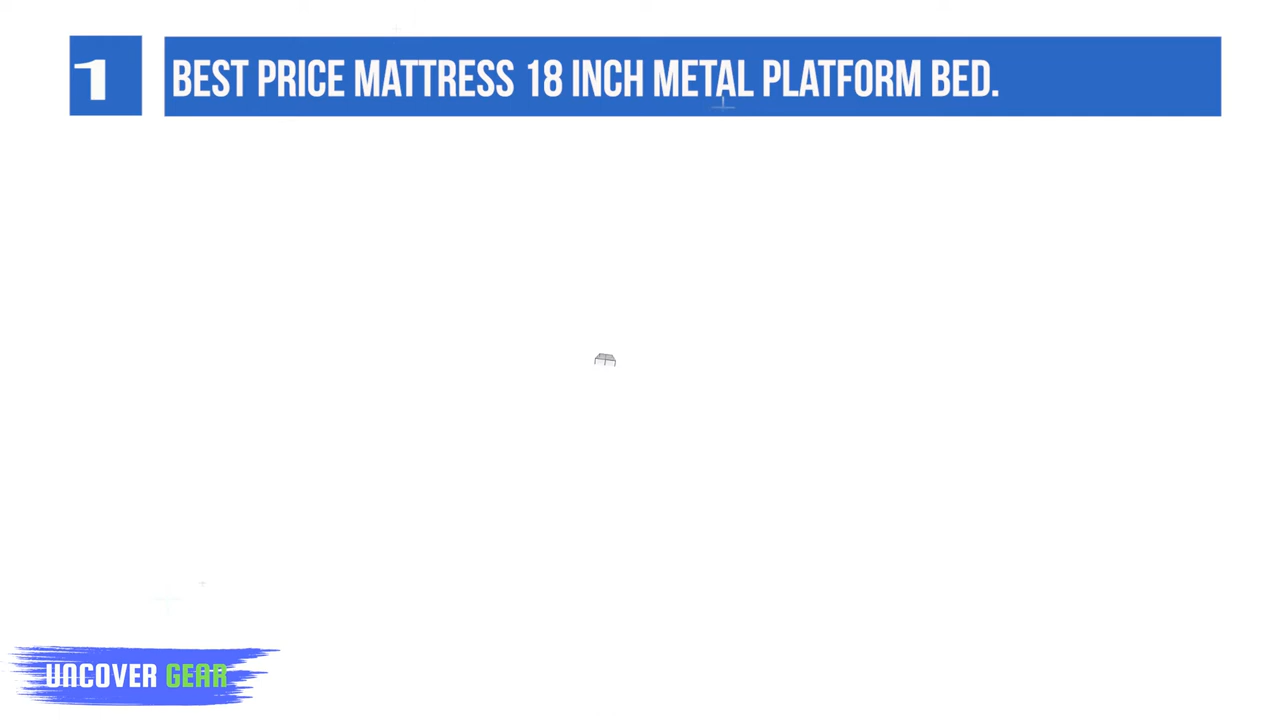 1 BEST PRICE MATTRESS 18 INCH METAL PLATFORM BED.
UNCOVER GEAR